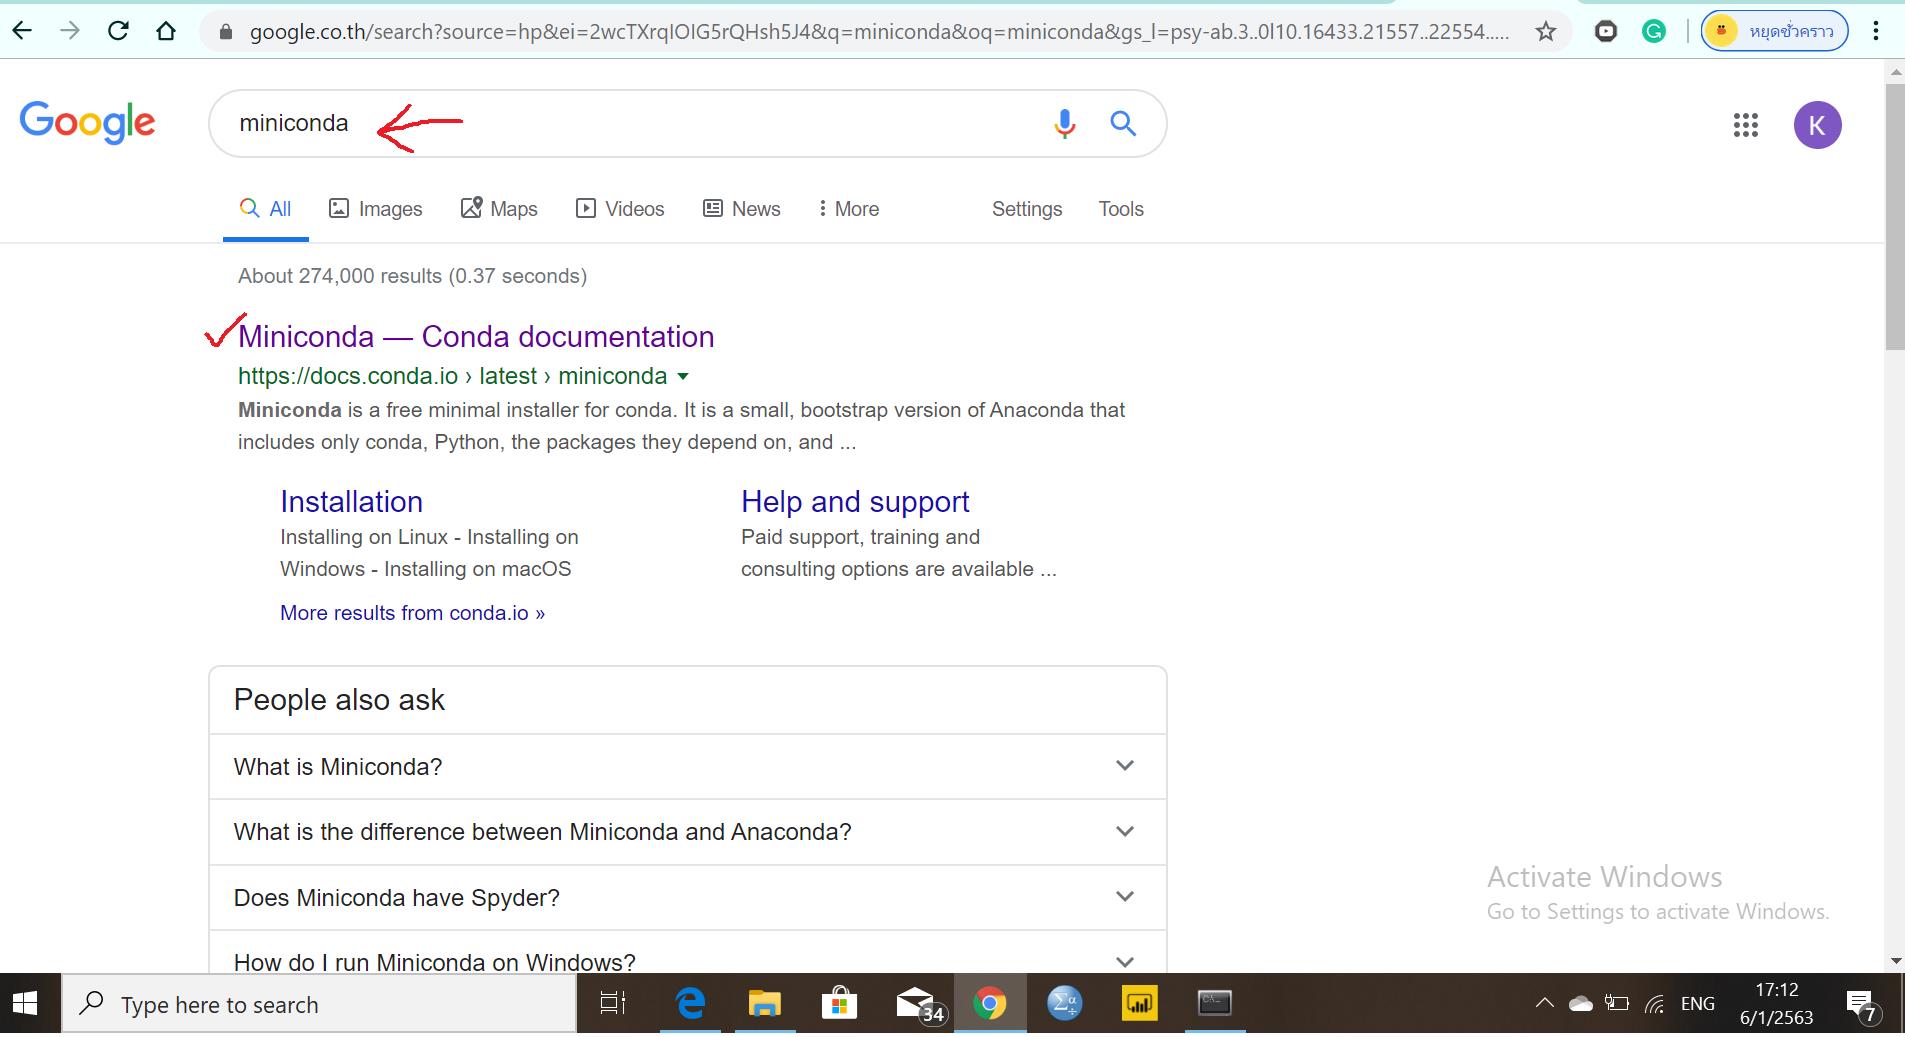 google.co.th/search?source=hp&ei=2wcTXrqIOIG5rQHsh5J4&q=miniconda&oq=miniconda&gs_l=psy-ab.3..0l10.16433.21557..22554.....
หยุดชั่วคราว
Google
miniconda
K
All
Images
Maps
Videos
News
More
Settings
Tools
About 274,000 results (0.37 seconds)
Miniconda — Conda documentation
https://docs.conda.io › latest › miniconda
Miniconda is a free minimal installer for conda. It is a small, bootstrap version of Anaconda that
includes only conda, Python, the packages they depend on, and ...
Installation
Installing on Linux - Installing on
Windows - Installing on macOS
Help and support
Paid support, training and
consulting options are available ...
More results from conda.io »
People also ask
What is Miniconda?
What is the difference between Miniconda and Anaconda?
Does Miniconda have Spyder?
How do I run Miniconda on Windows?
Activate Windows
Go to Settings to activate Windows.
Type here to search
34
ENG
17:12
6/1/2563
7